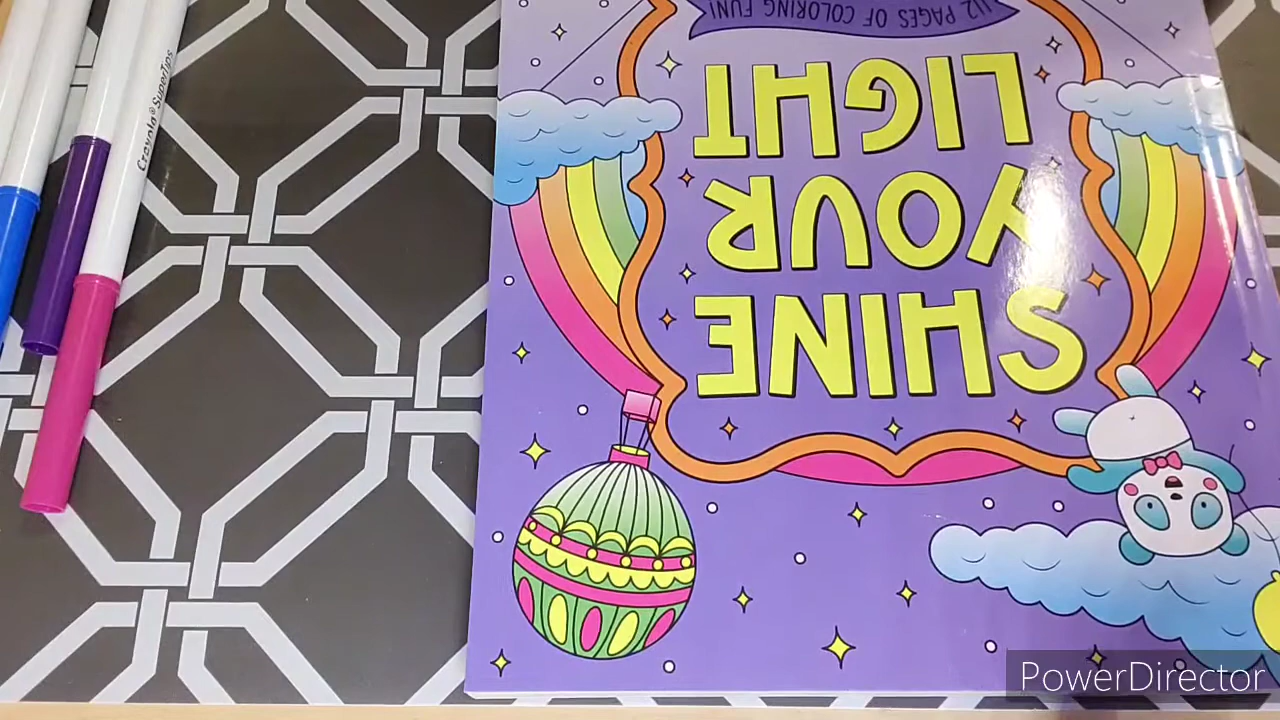 SHINE
YOUR
LIGHT
112 PAGES OF COLORING FUN!
Crayola SuperTips
PowerDirector